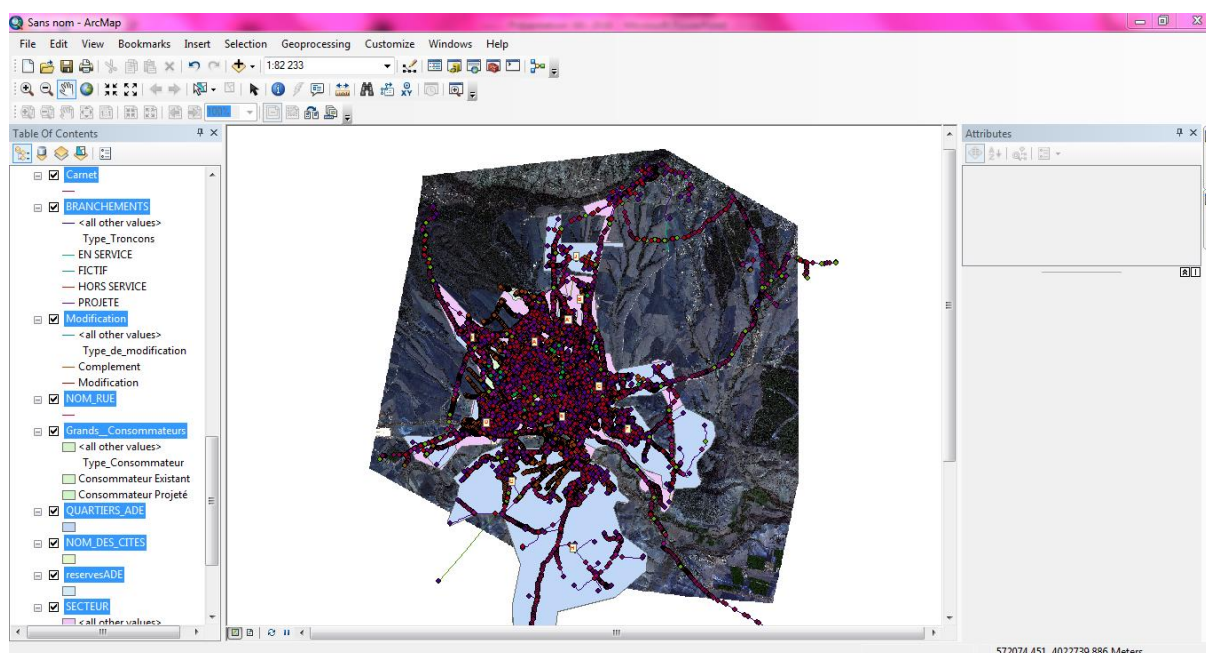 Sans nom - ArcMap
File Edit View Bookmarks Insert Selection Geoprocessing Customize Windows Help
1:82 233
100%
Table Of Contents
Attributes
Carnet
BRANCHEMENTS
<all other values>
Type_Troncons
EN SERVICE
FICTIF
HORS SERVICE
PROJETE
Modification
<all other values>
Type_de_modification
Complement
Modification
NOM_RUE
Grands__Consommateurs
<all other values>
Type_Consommateur
Consommateur Existant
Consommateur Projeté
QUARTIERS_ADE
NOM_DES_CITES
reservesADE
SECTEUR
<all other values>
572074,451 4022739,886 Meters